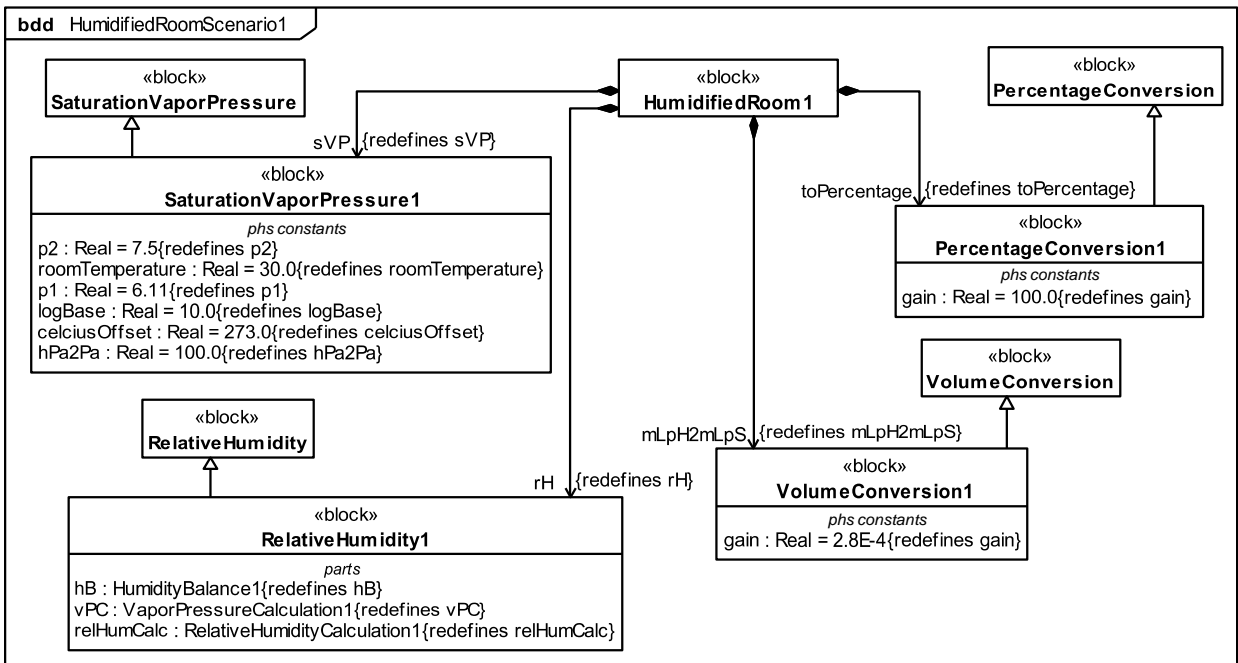 bdd HumidifiedRoomScenario1
«block»
SaturationVaporPressure
«block»
HumidifiedRoom1
«block»
PercentageConversion
sVP {redefines sVP}
«block»
SaturationVaporPressure1
phs constants
p2 : Real = 7.5{redefines p2}
roomTemperature : Real = 30.0{redefines roomTemperature}
p1 : Real = 6.11{redefines p1}
logBase : Real = 10.0{redefines logBase}
celciusOffset : Real = 273.0{redefines celciusOffset}
hPa2Pa : Real = 100.0{redefines hPa2Pa}
toPercentage {redefines toPercentage}
«block»
PercentageConversion1
phs constants
gain : Real = 100.0{redefines gain}
«block»
VolumeConversion
«block»
RelativeHumidity
mLpH2mLpS {redefines mLpH2mLpS}
«block»
VolumeConversion1
phs constants
gain : Real = 2.8E-4{redefines gain}
rH {redefines rH}
«block»
RelativeHumidity1
parts
hB : HumidityBalance1{redefines hB}
vPC : VaporPressureCalculation1{redefines vPC}
relHumCalc : RelativeHumidityCalculation1{redefines relHumCalc}